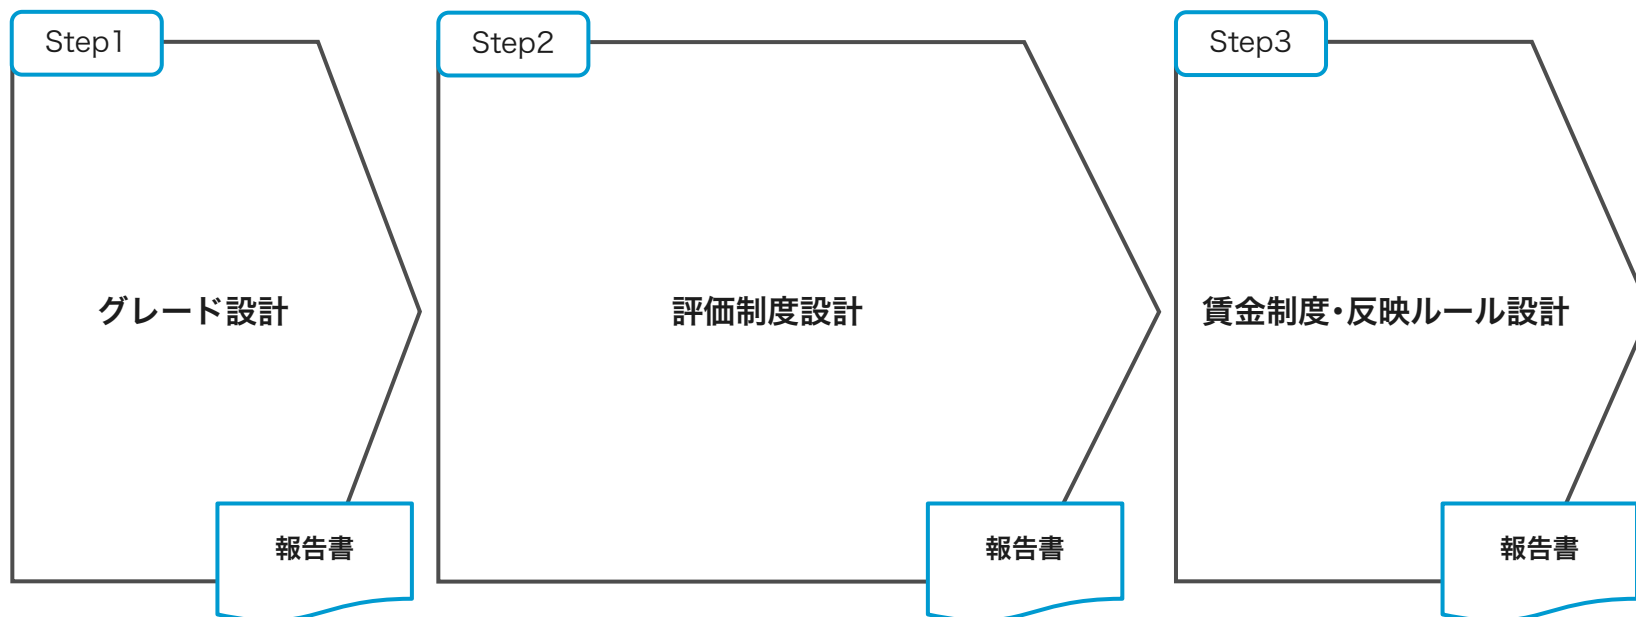 Step1
グレード設計
報告書
Step2
評価制度設計
報告書
Step3
賃金制度・反映ルール設計
報告書